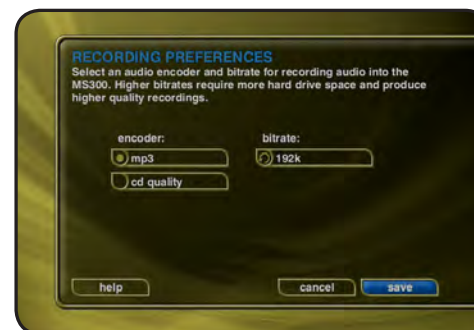 RECORDING PREFERENCES
Select an audio encoder and bitrate for recording audio into the
MS300. Higher bitrates require more hard drive space and produce
higher quality recordings.
encoder: bitrate:
mp3 192k
cd quality
help cancel save